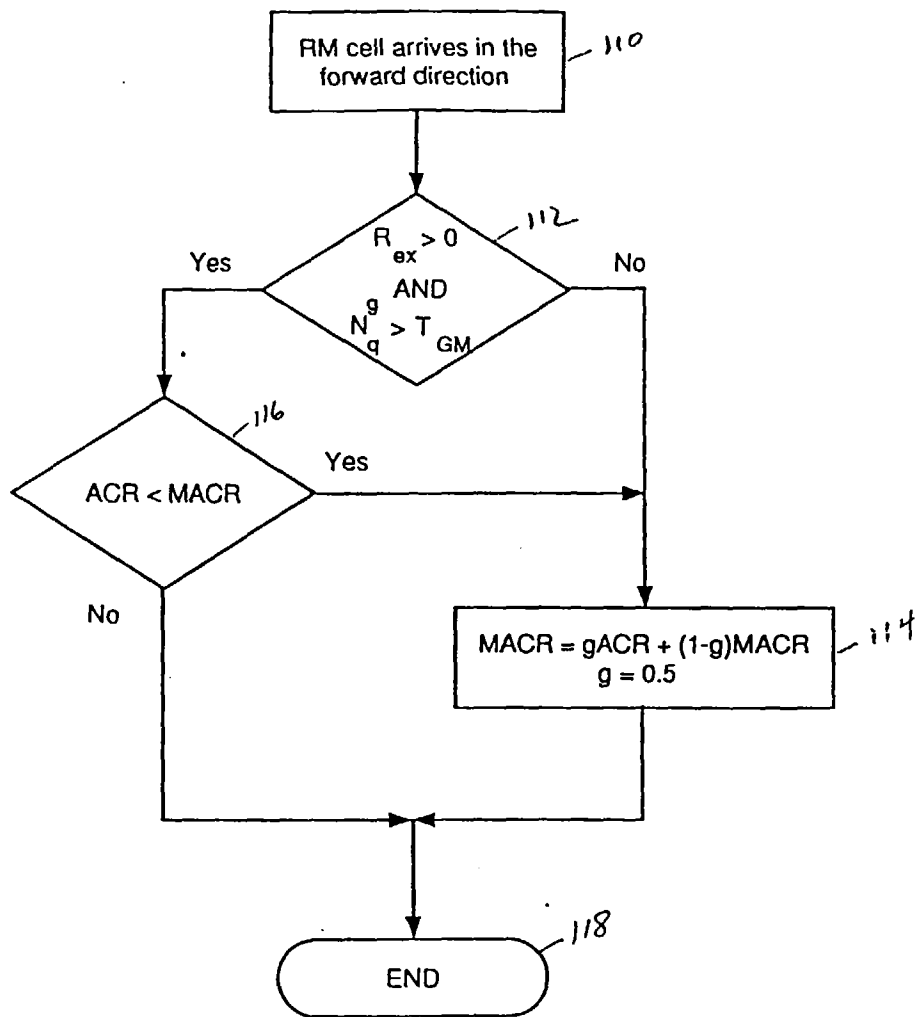 RM cell arrives in the
forward direction
110
112
R_ex > 0
AND
N_q^g > T_GM
Yes
No
116
ACR < MACR
Yes
No
MACR = gACR + (1-g)MACR
g = 0.5
114
118
END